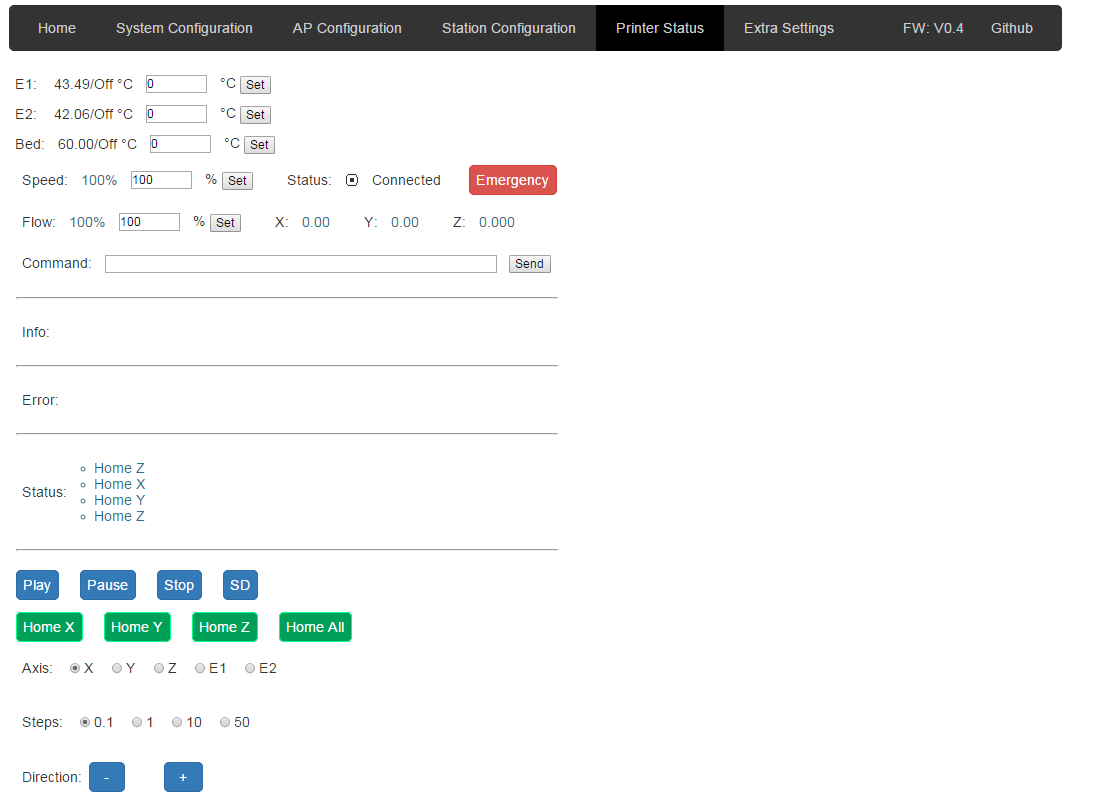 Home System Configuration AP Configuration Station Configuration Printer Status Extra Settings FW: V0.4 Github
E1: 43.49/Off °C 0 °C Set
E2: 42.06/Off °C 0 °C Set
Bed: 60.00/Off °C 0 °C Set
Speed: 100% 100 % Set Status: Connected Emergency
Flow: 100% 100 % Set X: 0.00 Y: 0.00 Z: 0.000
Command: Send
Info:
Error:
Status:
Home Z
Home X
Home Y
Home Z
Play Pause Stop SD
Home X Home Y Home Z Home All
Axis: X Y Z E1 E2
Steps: 0.1 1 10 50
Direction: - +